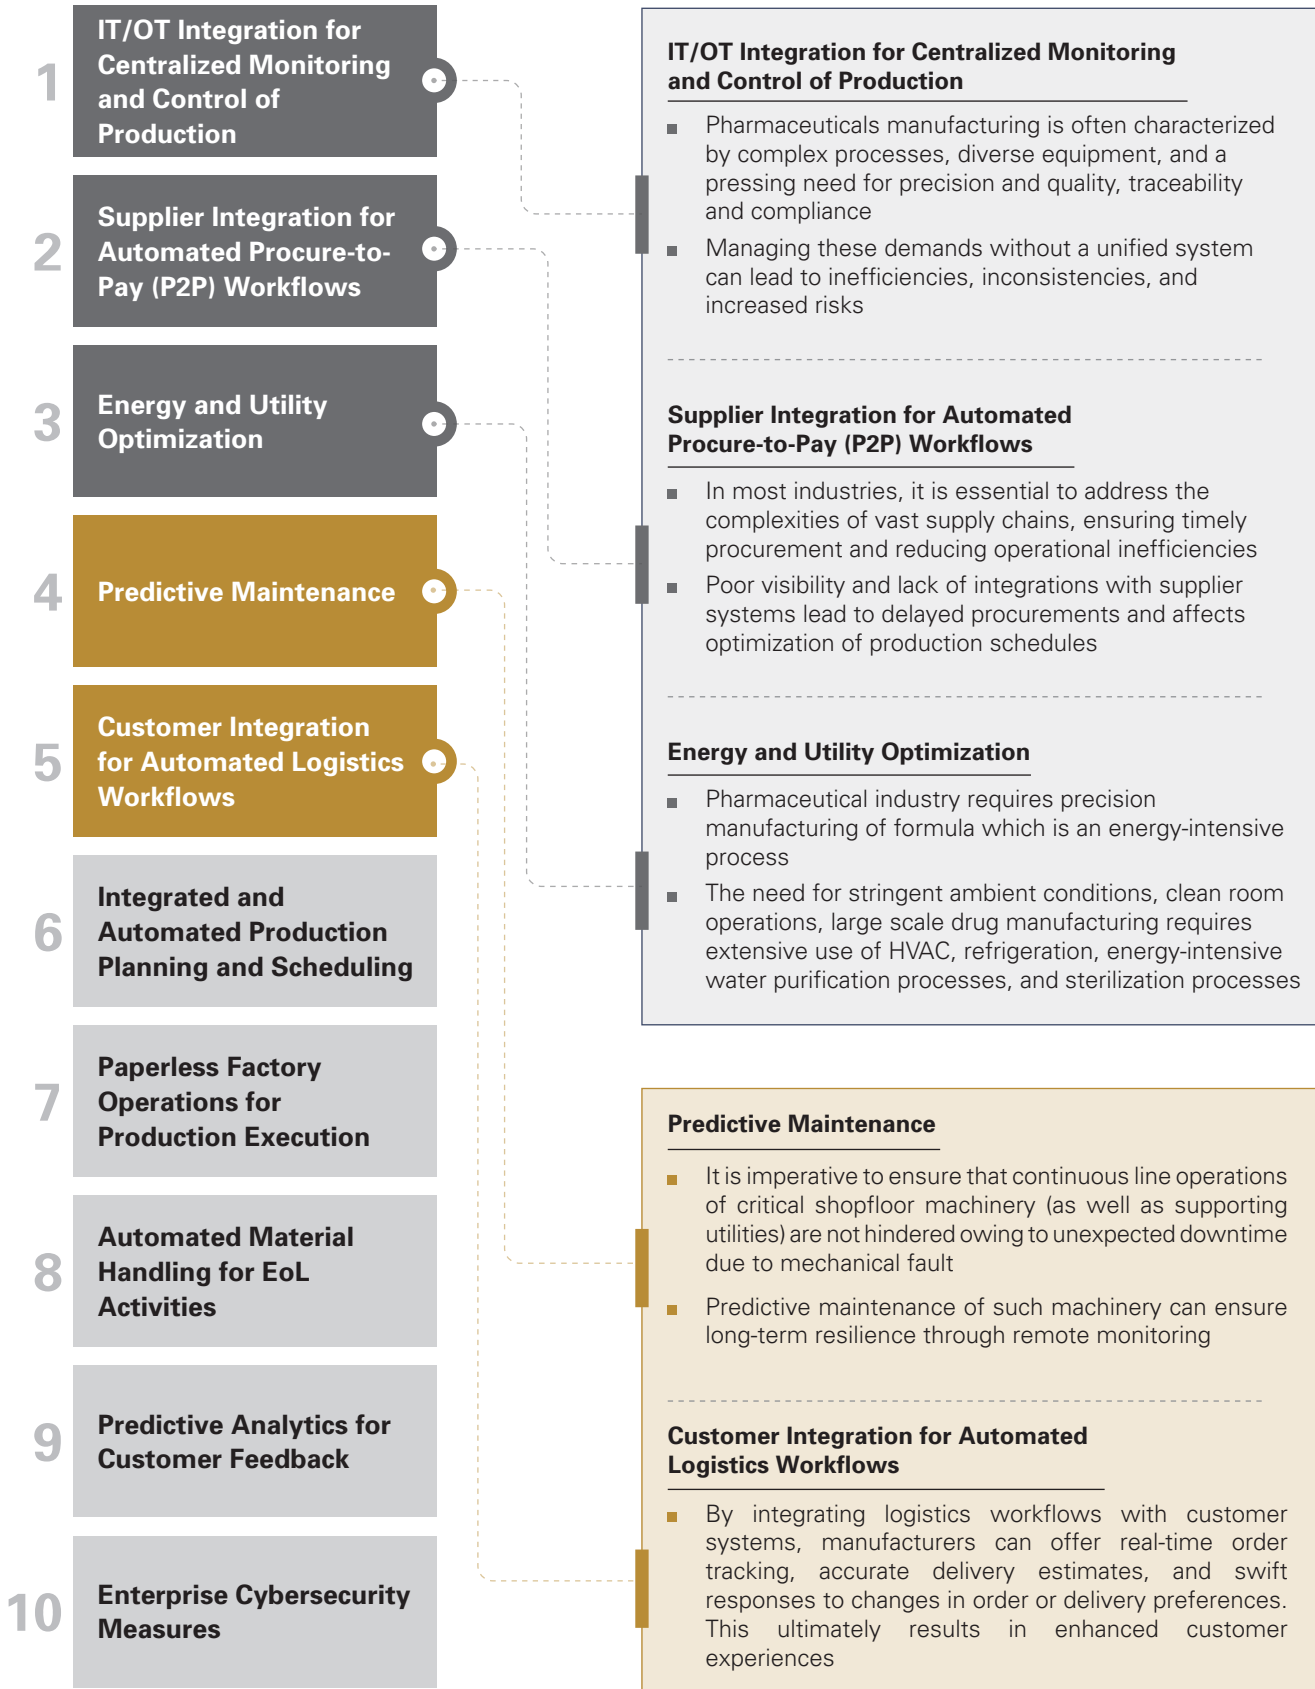 1
IT/OT Integration for
Centralized Monitoring
and Control of
Production
2
Supplier Integration for
Automated Procure-to-
Pay (P2P) Workflows
3
Energy and Utility
Optimization
4
Predictive Maintenance
5
Customer Integration
for Automated Logistics
Workflows
6
Integrated and
Automated Production
Planning and Scheduling
7
Paperless Factory
Operations for
Production Execution
8
Automated Material
Handling for EoL
Activities
9
Predictive Analytics for
Customer Feedback
10
Enterprise Cybersecurity
Measures
IT/OT Integration for Centralized Monitoring
and Control of Production
Pharmaceuticals manufacturing is often characterized
by complex processes, diverse equipment, and a
pressing need for precision and quality, traceability
and compliance
Managing these demands without a unified system
can lead to inefficiencies, inconsistencies, and
increased risks
Supplier Integration for Automated
Procure-to-Pay (P2P) Workflows
In most industries, it is essential to address the
complexities of vast supply chains, ensuring timely
procurement and reducing operational inefficiencies
Poor visibility and lack of integrations with supplier
systems lead to delayed procurements and affects
optimization of production schedules
Energy and Utility Optimization
Pharmaceutical industry requires precision
manufacturing of formula which is an energy-intensive
process
The need for stringent ambient conditions, clean room
operations, large scale drug manufacturing requires
extensive use of HVAC, refrigeration, energy-intensive
water purification processes, and sterilization processes
Predictive Maintenance
It is imperative to ensure that continuous line operations
of critical shopfloor machinery (as well as supporting
utilities) are not hindered owing to unexpected downtime
due to mechanical fault
Predictive maintenance of such machinery can ensure
long-term resilience through remote monitoring
Customer Integration for Automated
Logistics Workflows
By integrating logistics workflows with customer
systems, manufacturers can offer real-time order
tracking, accurate delivery estimates, and swift
responses to changes in order or delivery preferences.
This ultimately results in enhanced customer
experiences